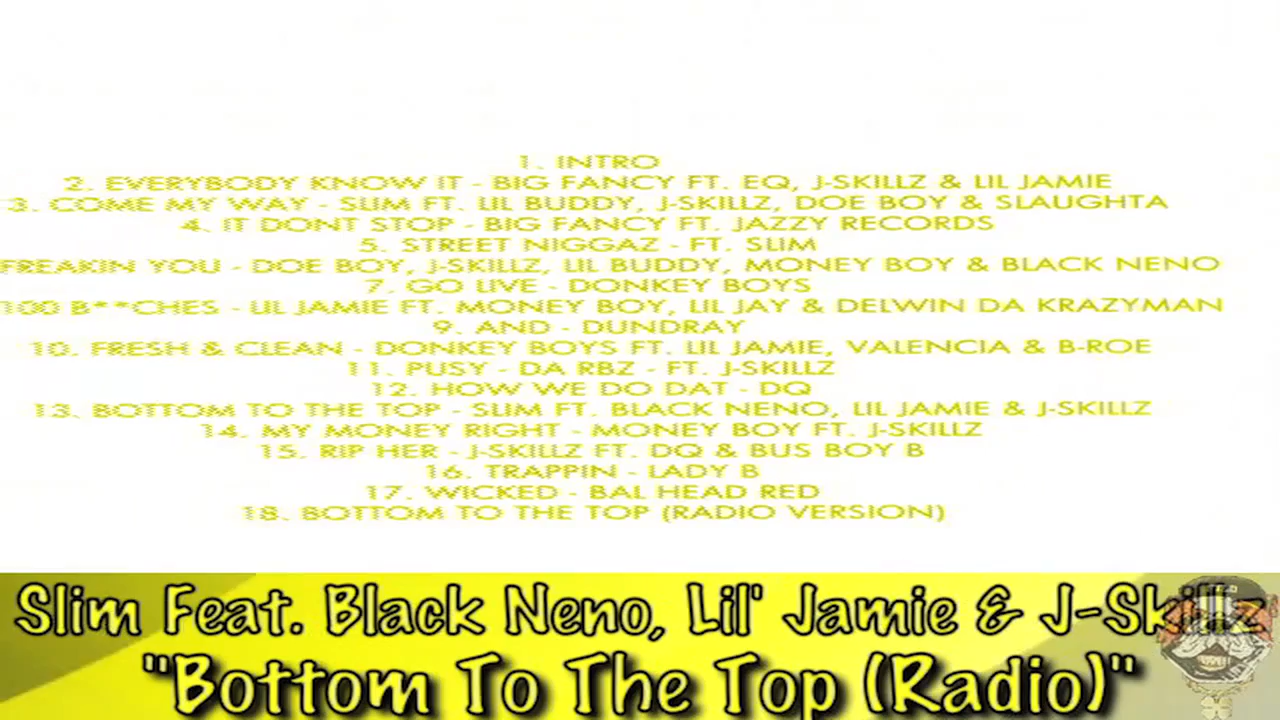 1. INTRO
2. EVERYBODY KNOW IT - BIG FANCY FT. EQ, J-SKILLZ & LIL JAMIE
3. COME MY WAY - SLIM FT. LIL BUDDY, J-SKILLZ, DOE BOY & SLAUGHTA
4. IT DONT STOP - BIG FANCY FT. JAZZY RECORDS
5. STREET NIGGAZ - FT. SLIM
FREAKIN YOU - DOE BOY, J-SKILLZ, LIL BUDDY, MONEY BOY & BLACK NENO
7. GO LIVE - DONKEY BOYS
100 B**CHES - LIL JAMIE FT. MONEY BOY, LIL JAY & DELWIN DA KRAZYMAN
9. AND - DUNDRAY
10. FRESH & CLEAN - DONKEY BOYS FT. LIL JAMIE, VALENCIA & B-ROE
11. PUSY - DA RBZ - FT. J-SKILLZ
12. HOW WE DO DAT - DQ
13. BOTTOM TO THE TOP - SLIM FT. BLACK NENO, LIL JAMIE & J-SKILLZ
14. MY MONEY RIGHT - MONEY BOY FT. J-SKILLZ
15. RIP HER - J-SKILLZ FT. DQ & BUS BOY B
16. TRAPPIN - LADY B
17. WICKED - BAL HEAD RED
18. BOTTOM TO THE TOP (RADIO VERSION)
Slim Feat. Black Neno, Lil' Jamie & J-Skillz
"Bottom To The Top (Radio)"